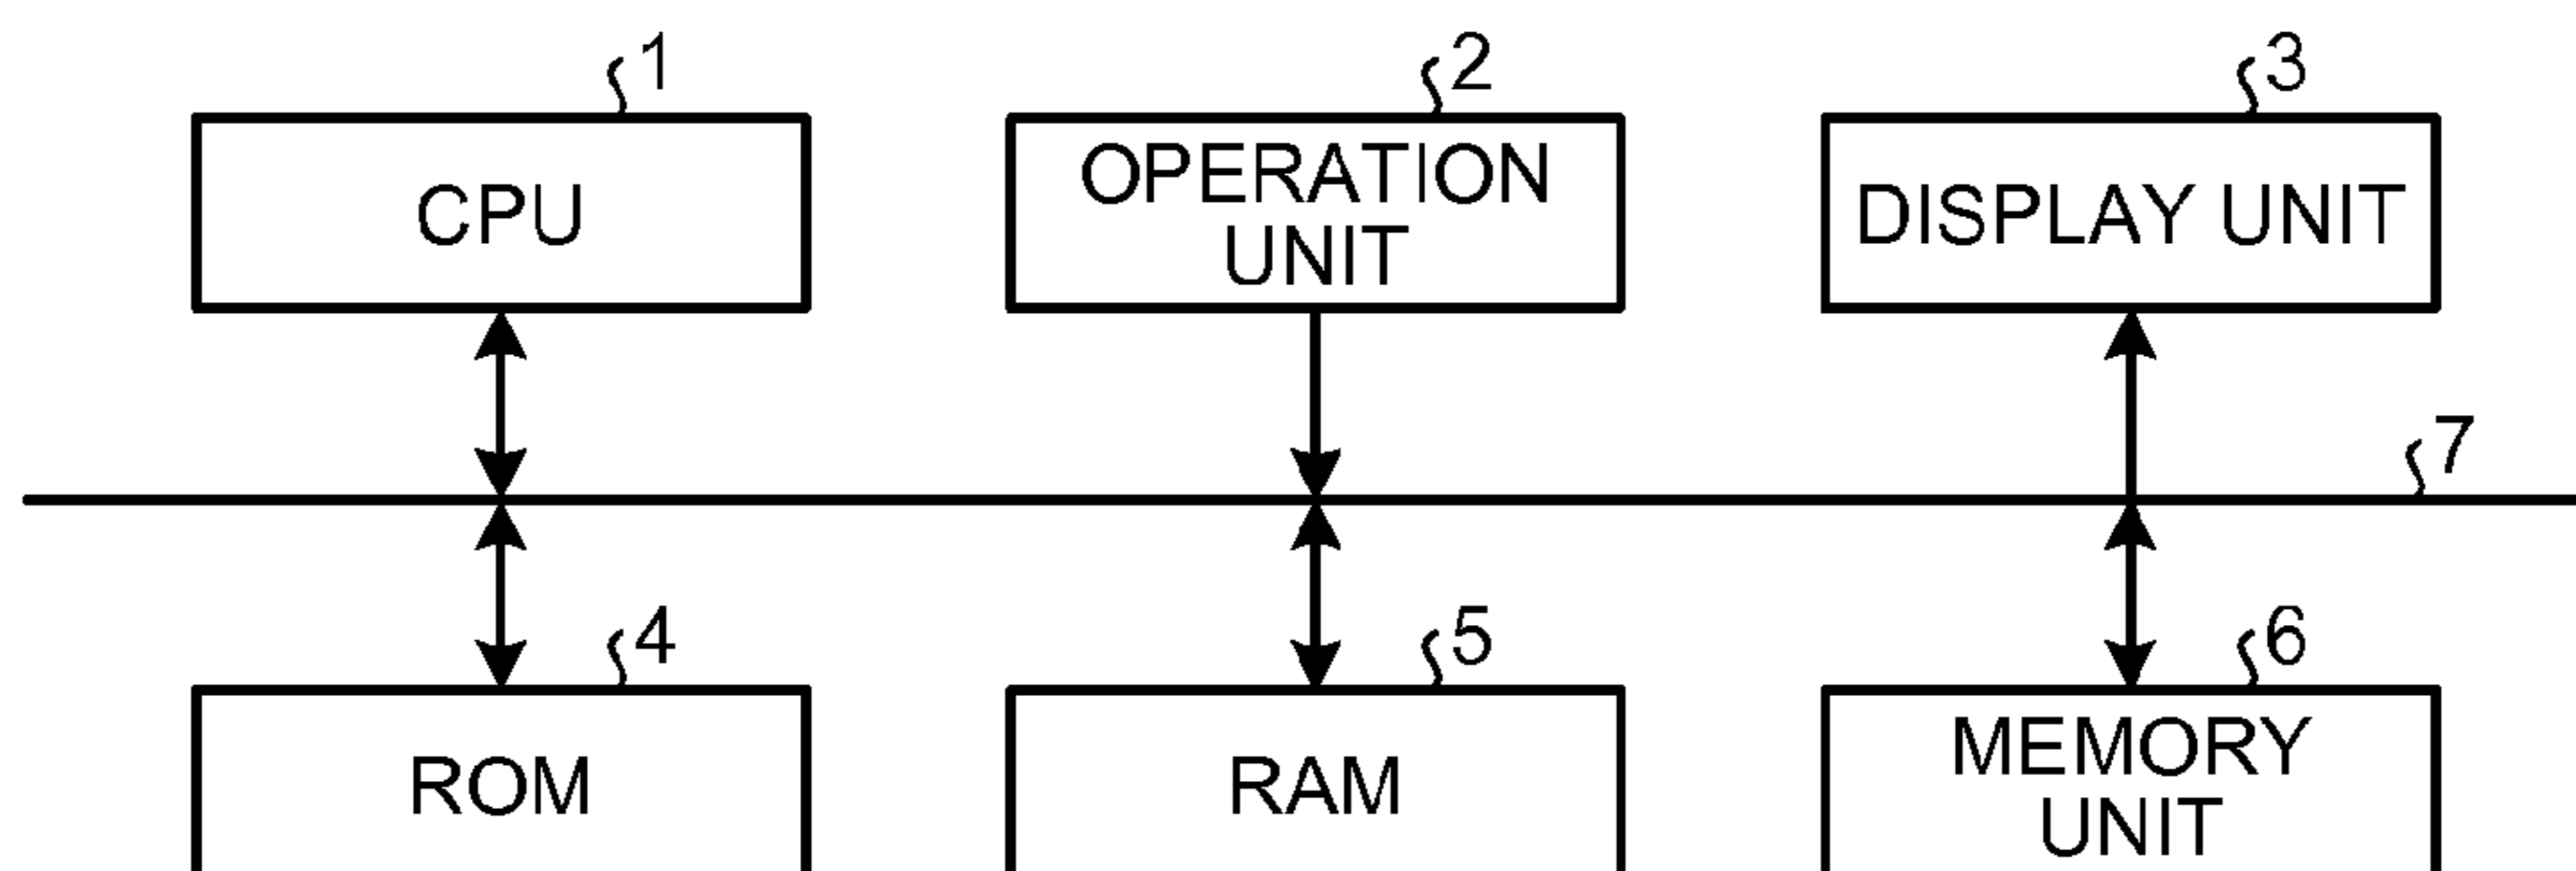 1
2
3
CPU
OPERATION
UNIT
DISPLAY UNIT
7
4
5
6
ROM
RAM
MEMORY
UNIT